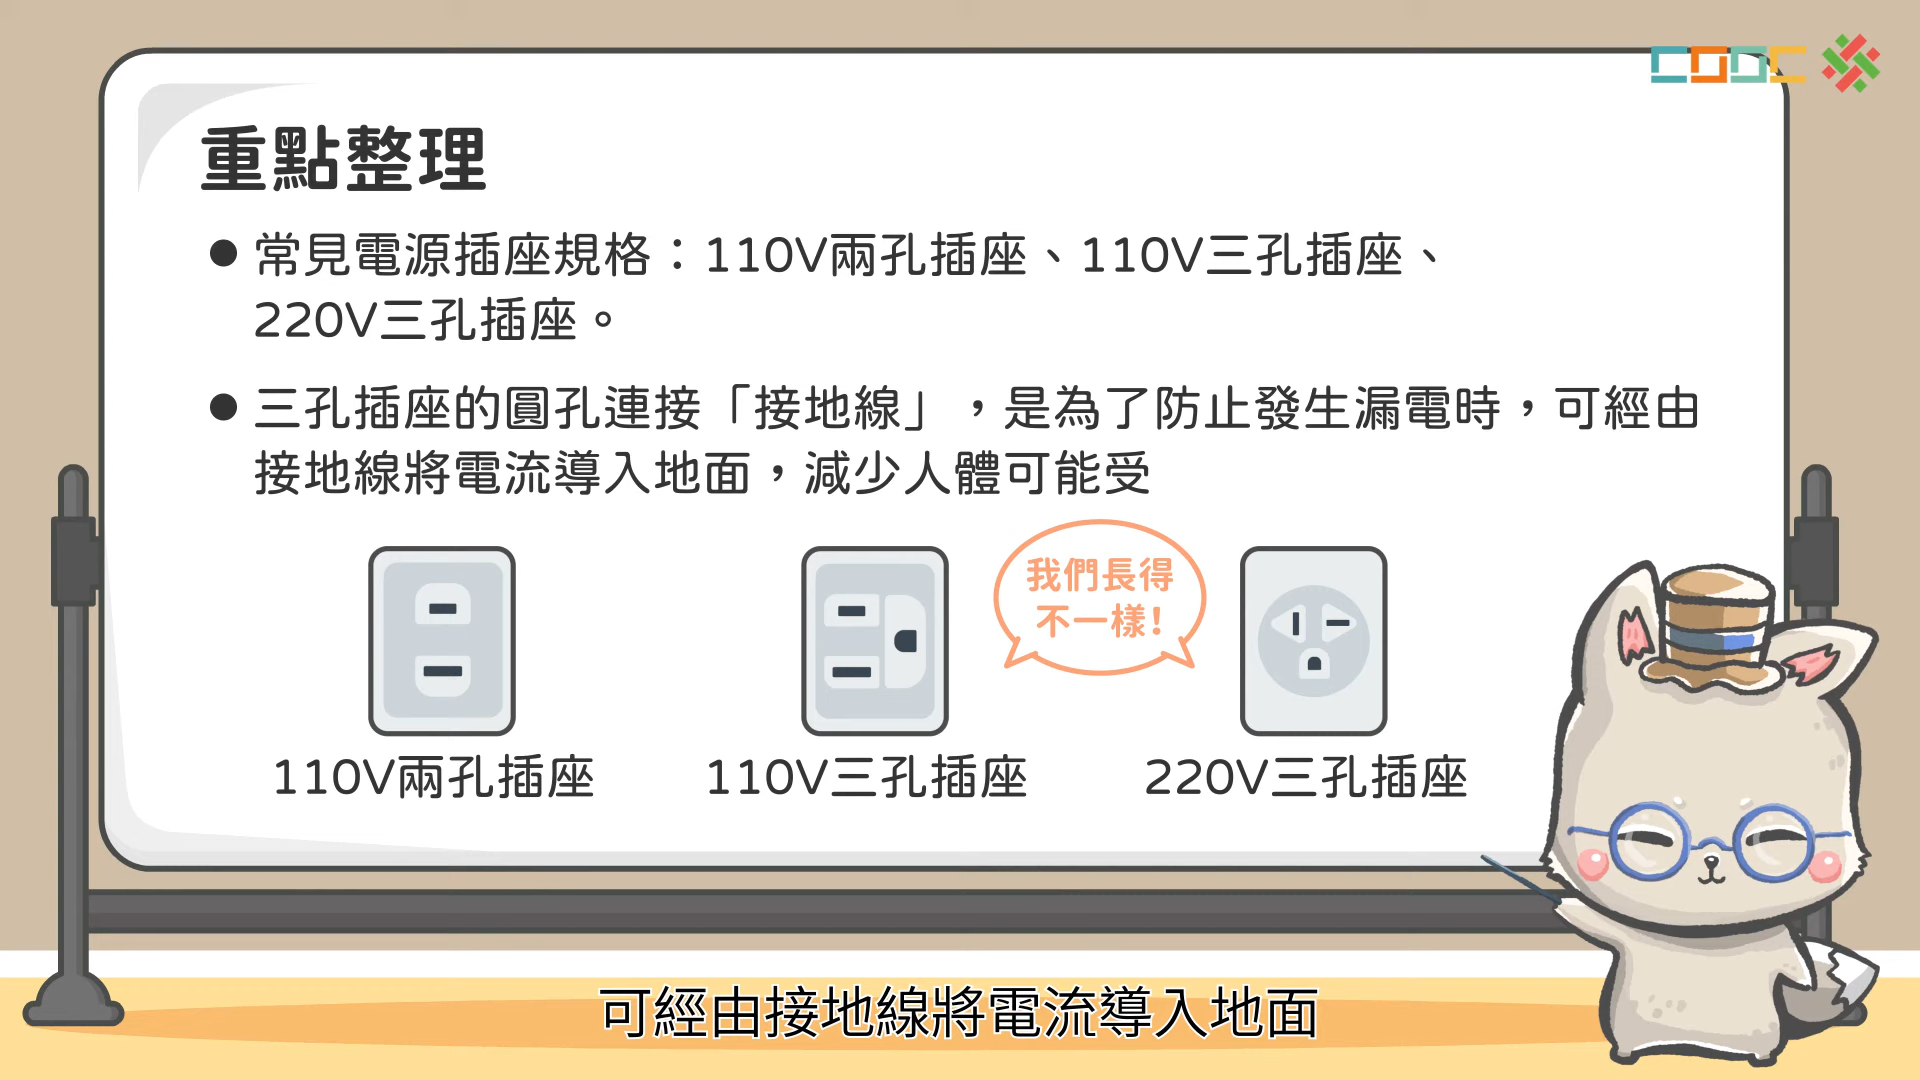 重點整理
●常見電源插座規格：110V兩孔插座、110V三孔插座、
220V三孔插座。
●三孔插座的圓孔連接「接地線」，是為了防止發生漏電時，可經由
接地線將電流導入地面，減少人體可能受
我們長得
不一樣！
110V兩孔插座
110V三孔插座
220V三孔插座
可經由接地線將電流導入地面